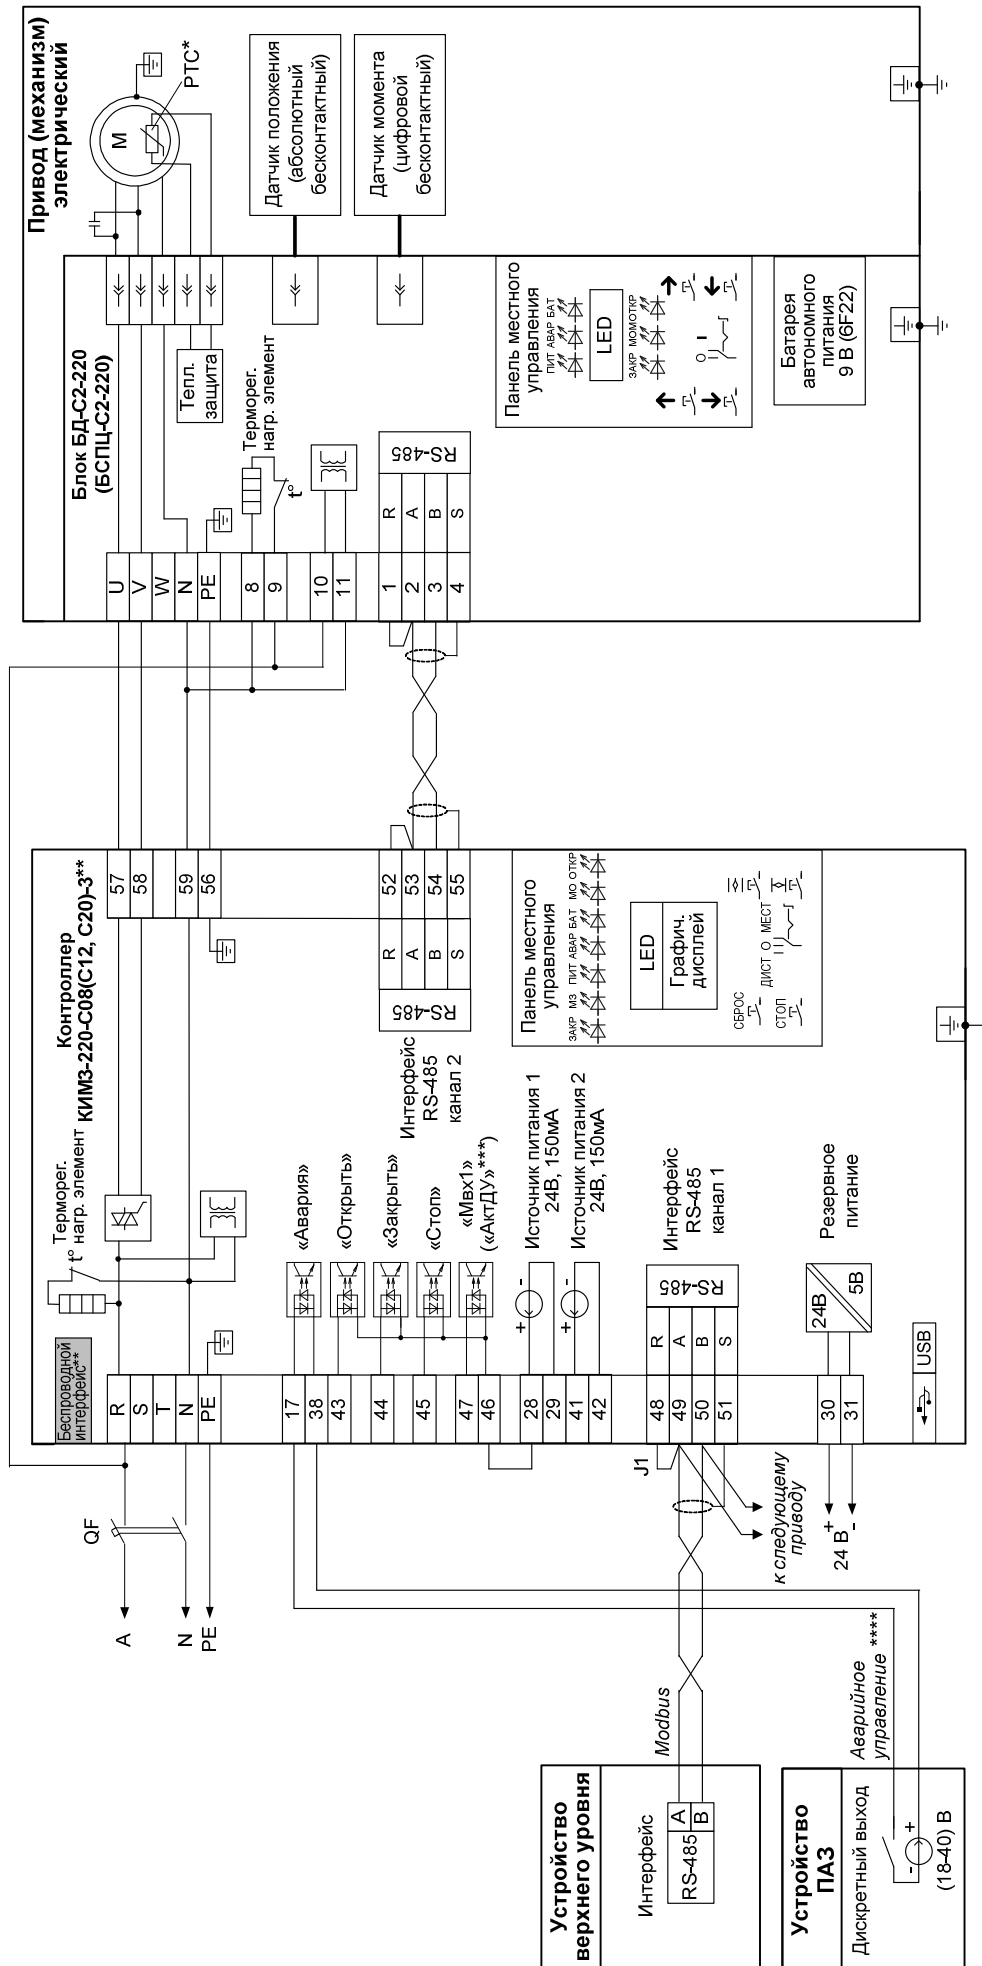 Привод (механизм)
электрический
M
PTC*
Датчик положения
(абсолютный
бесконтактный)
Датчик момента
(цифровой
бесконтактный)
Блок БД-С2-220
(БСПЦ-С2-220)
Тепл.
защита
Терморег.
нагр. элемент
t°
U
V
W
N
PE
8
9
10
11
1
2
3
4
R
A
B
S
RS-485
Панель местного
управления
ПИТ АВАР БАТ
LED
ЗАКР МОМ ОТКР
O I
Батарея
автономного
питания
9 В (6F22)
Контроллер
КИМ3-220-С08(С12, С20)-3**
Терморег.
нагр. элемент
t°
57
58
59
56
52
53
54
55
R
A
B
S
RS-485
Интерфейс
RS-485
канал 2
Панель местного
управления
ЗАКР МЗ ПИТ АВАР БАТ МО ОТКР
LED
Графич.
дисплей
СБРОС
СТОП
ДИСТ О МЕСТ
Беспроводной
интерфейс**
R
S
T
N
PE
17
38
43
44
45
47
46
28
29
41
42
48
49
50
51
30
31
«Авария»
«Открыть»
«Закрыть»
«Стоп»
«Мвх1»
(«АктДУ»***)
Источник питания 1
24В, 150мА
Источник питания 2
24В, 150мА
+
-
+
-
Интерфейс
RS-485
канал 1
R
A
B
S
RS-485
Резервное
питание
24В
5В
USB
QF
A
N
PE
J1
к следующему
приводу
+
24 В
-
Modbus
Аварийное
управление ****
Устройство
верхнего уровня
Интерфейс
A
B
RS-485
Устройство
ПАЗ
Дискретный выход
-
+
(18-40) В